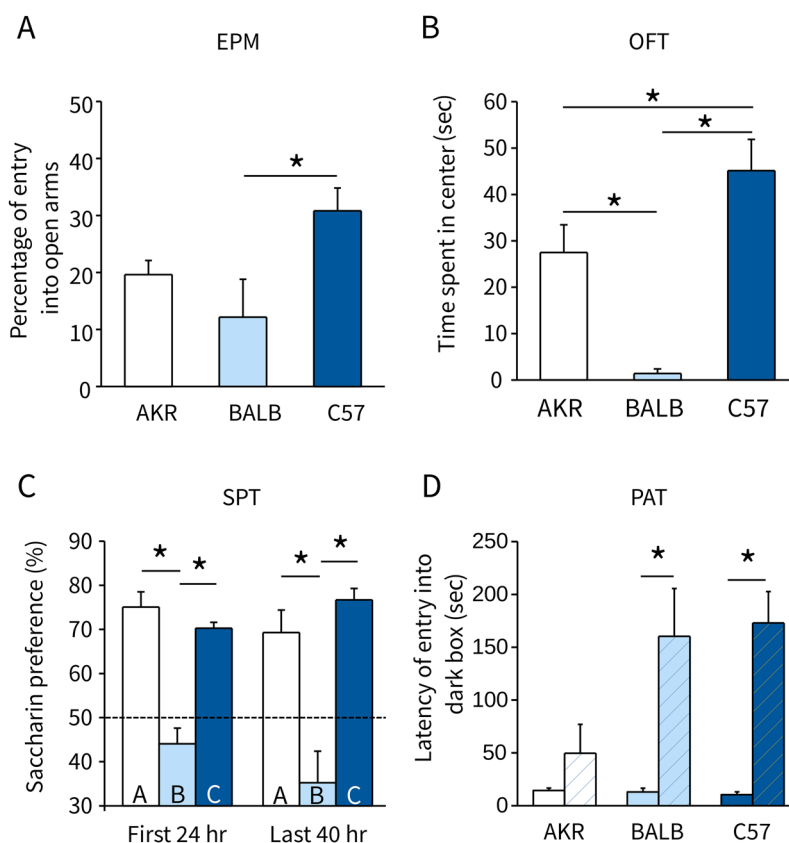 A
EPM
Percentage of entry
into open arms
50
40
30
20
10
0
*
AKR
BALB
C57
B
OFT
Time spent in center (sec)
60
50
40
30
20
10
0
*
*
*
AKR
BALB
C57
C
SPT
Saccharin preference (%)
90
80
70
60
50
40
30
*
*
*
*
A
B
C
A
B
C
First 24 hr
Last 40 hr
D
PAT
Latency of entry into
dark box (sec)
250
200
150
100
50
0
*
*
AKR
BALB
C57